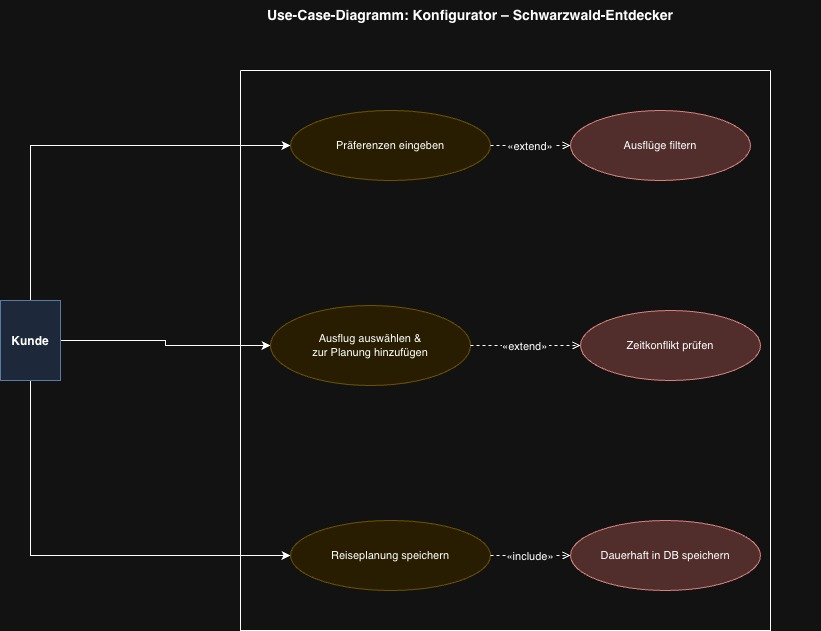 Use-Case-Diagramm: Konfigurator – Schwarzwald-Entdecker
Präferenzen eingeben
«extend»
Ausflüge filtern
Kunde
Ausflug auswählen &
zur Planung hinzufügen
«extend»
Zeitkonflikt prüfen
Reiseplanung speichern
«include»
Dauerhaft in DB speichern